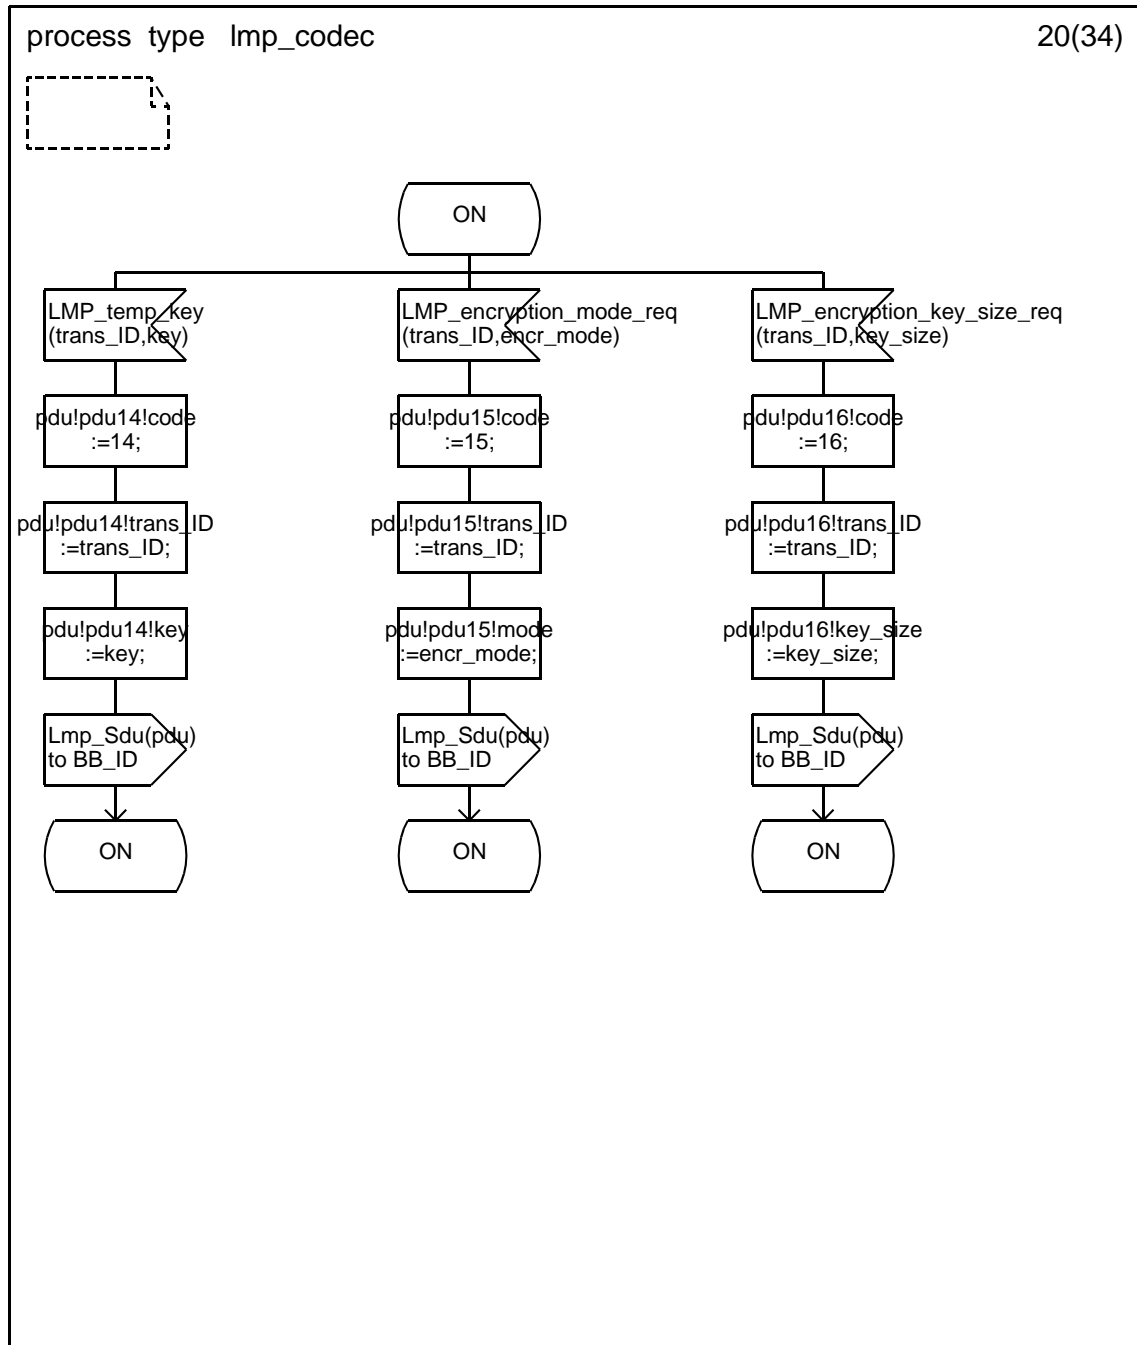 process type lmp_codec
20(34)
ON
LMP_temp_key
(trans_ID,key)
pdu!pdu14!code
:=14;
pdu!pdu14!trans_ID
:=trans_ID;
pdu!pdu14!key
:=key;
Lmp_Sdu(pdu)
to BB_ID
ON
LMP_encryption_mode_req
(trans_ID,encr_mode)
pdu!pdu15!code
:=15;
pdu!pdu15!trans_ID
:=trans_ID;
pdu!pdu15!mode
:=encr_mode;
Lmp_Sdu(pdu)
to BB_ID
ON
LMP_encryption_key_size_req
(trans_ID,key_size)
pdu!pdu16!code
:=16;
pdu!pdu16!trans_ID
:=trans_ID;
pdu!pdu16!key_size
:=key_size;
Lmp_Sdu(pdu)
to BB_ID
ON